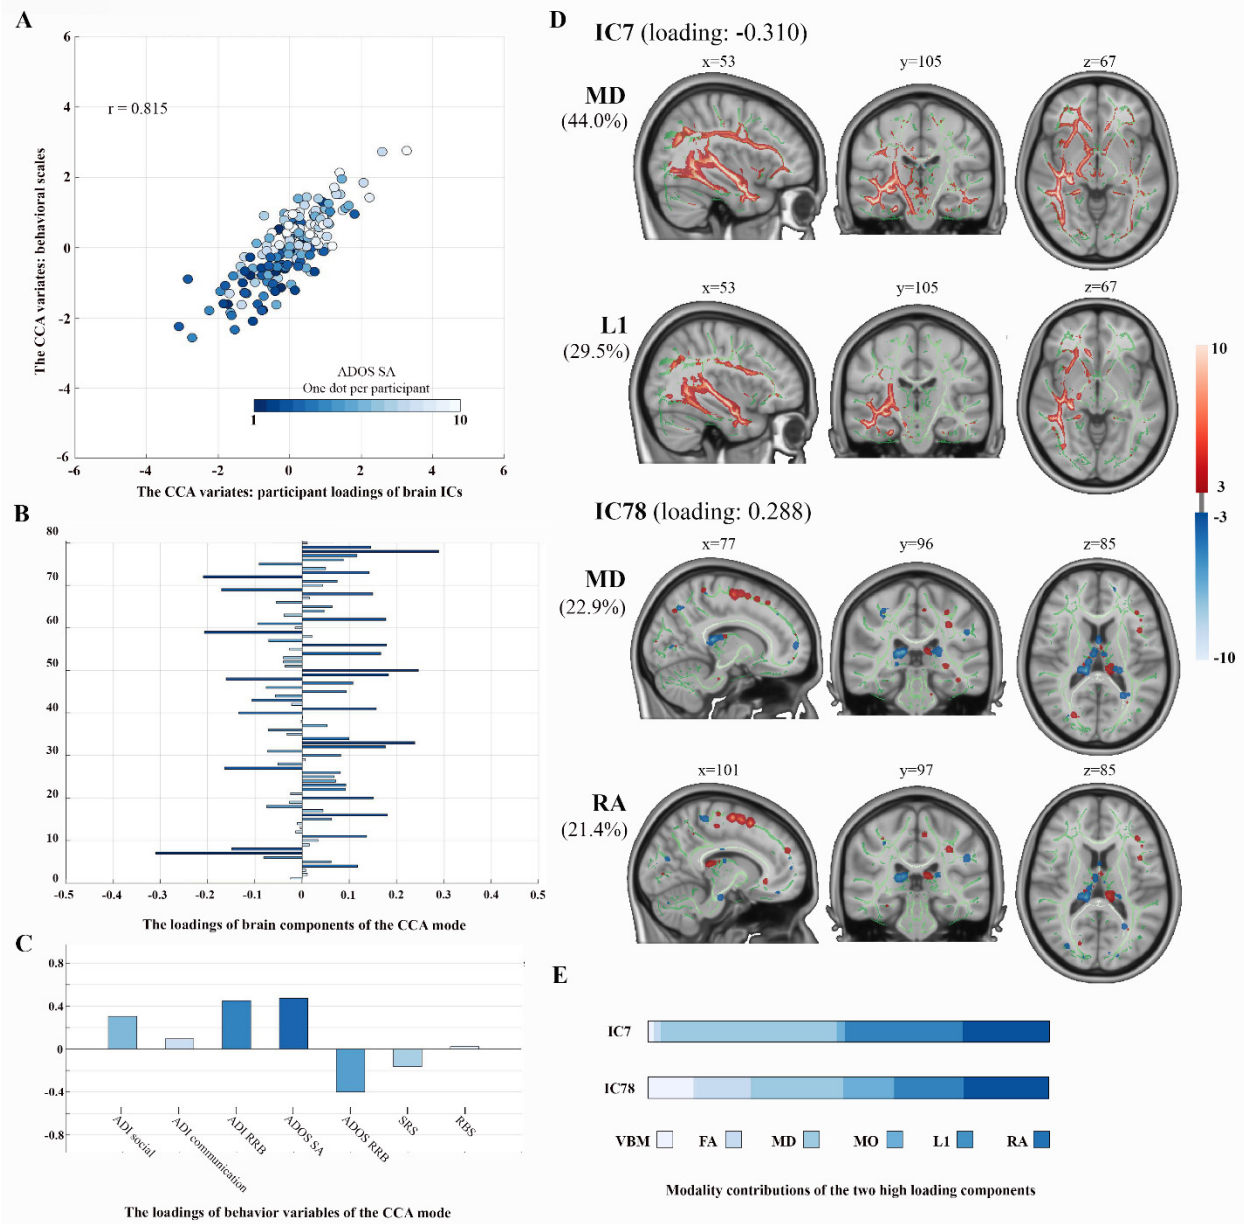 A
6
4
2
0
-2
-4
-6
-6
-4
-2
0
2
4
6
r = 0.815
ADOS SA
One dot per participant
1
10
The CCA variates: behavioral scales
The CCA variates: participant loadings of brain ICs
B
80
70
60
50
40
30
20
10
0
-0.5
-0.4
-0.3
-0.2
-0.1
0
0.1
0.2
0.3
0.4
0.5
The loadings of brain components of the CCA mode
C
0.8
0.4
0
-0.4
-0.8
ADI social
ADI communication
ADI RRB
ADOS SA
ADOS RRB
SRS
RBS
The loadings of behavior variables of the CCA mode
D
IC7 (loading: -0.310)
x=53
y=105
z=67
MD
(44.0%)
x=53
y=105
z=67
L1
(29.5%)
IC78 (loading: 0.288)
x=77
y=96
z=85
MD
(22.9%)
x=101
y=97
z=85
RA
(21.4%)
10
3
-3
-10
E
IC7
IC78
VBM
FA
MD
MO
L1
RA
Modality contributions of the two high loading components